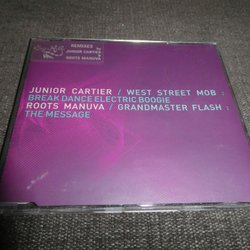 REMIXES by
JUNIOR CARTIER
ROOTS MANUVA
JUNIOR CARTIER / WEST STREET MOB :
BREAK DANCE ELECTRIC BOOGIE
ROOTS MANUVA / GRANDMASTER FLASH :
THE MESSAGE